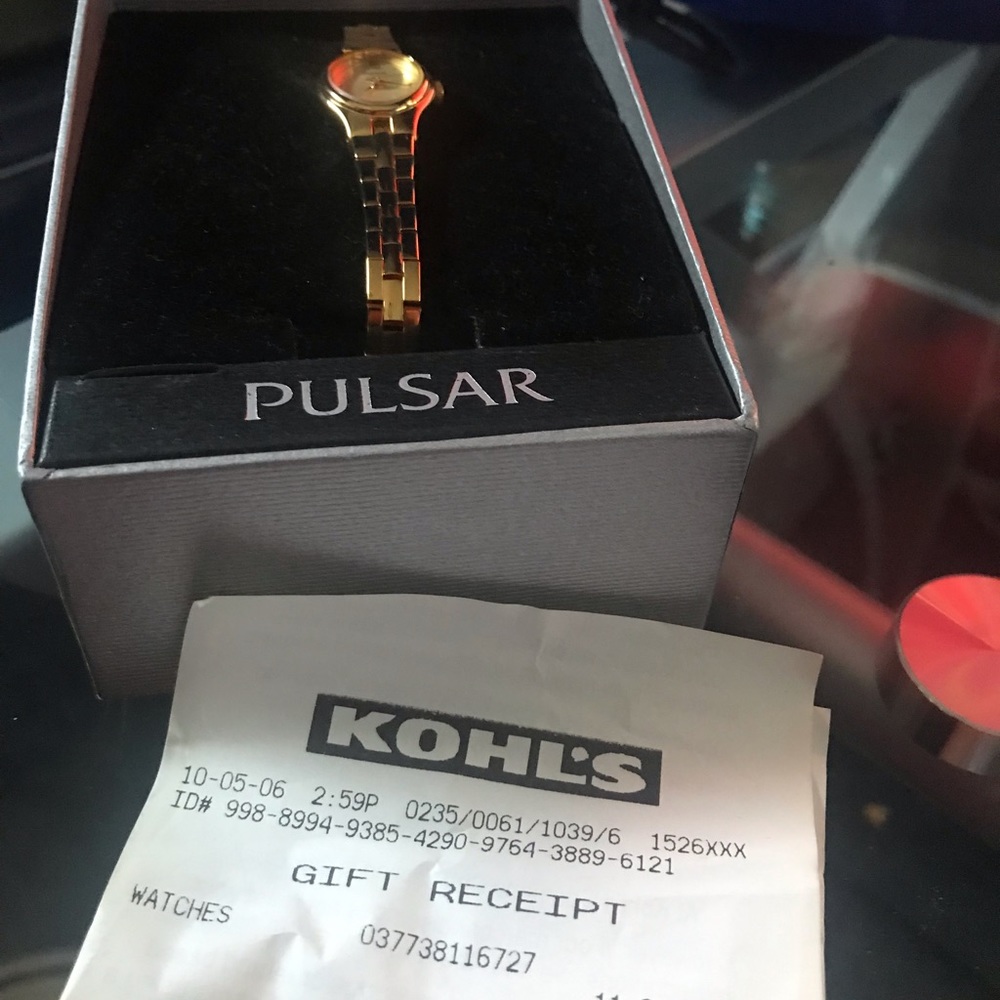 PULSAR
KOHL'S
10-05-06 2:59P 0235/0061/1039/6 1526XXX
ID# 998-8994-9385-4290-9764-3889-6121
GIFT RECEIPT
WATCHES 037738116727